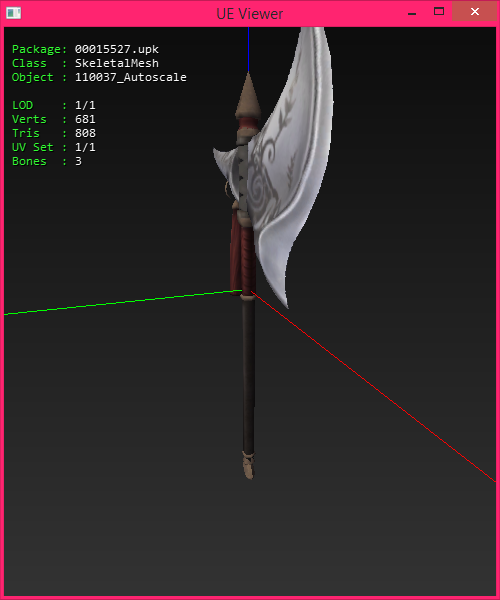 UE Viewer
Package: 00015527.upk
Class  : SkeletalMesh
Object : 110037_Autoscale
LOD    : 1/1
Verts  : 681
Tris   : 808
UV Set : 1/1
Bones  : 3